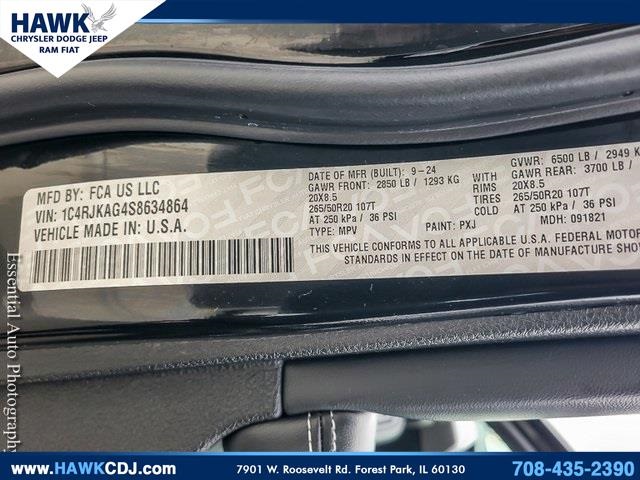 HAWK
CHRYSLER DODGE JEEP
RAM FIAT
MFD BY: FCA US LLC
VIN: 1C4RJKAG4S8634864
VEHICLE MADE IN: U.S.A.
DATE OF MFR (BUILT) 9-24
GAWR FRONT: 2850 LB / 1293 KG
20X8.5
265/50R20 107T
AT 250 kPa / 36 PSI
MPV PAINT: PXJ
TYPE:
THIS VEHICLE CONFORMS TO ALL APPLICABLE U.S.A. FEDERAL MOTOR
STANDARDS IN EFFECT ON THE DATE OF MANUFACTURE SHOW
GVWR: 6500 LB / 2949 K
WITH GAWR REAR: 3700 LB /
RIMS 20X8.5
TIRES 265/50R20 107T
COLD AT 250 kPa / 36 PSI
MDH: 091821
Essential Auto Photography
www.HAWKCDJ.com
7901 W. Roosevelt Rd. Forest Park, IL 60130
708-435-2390